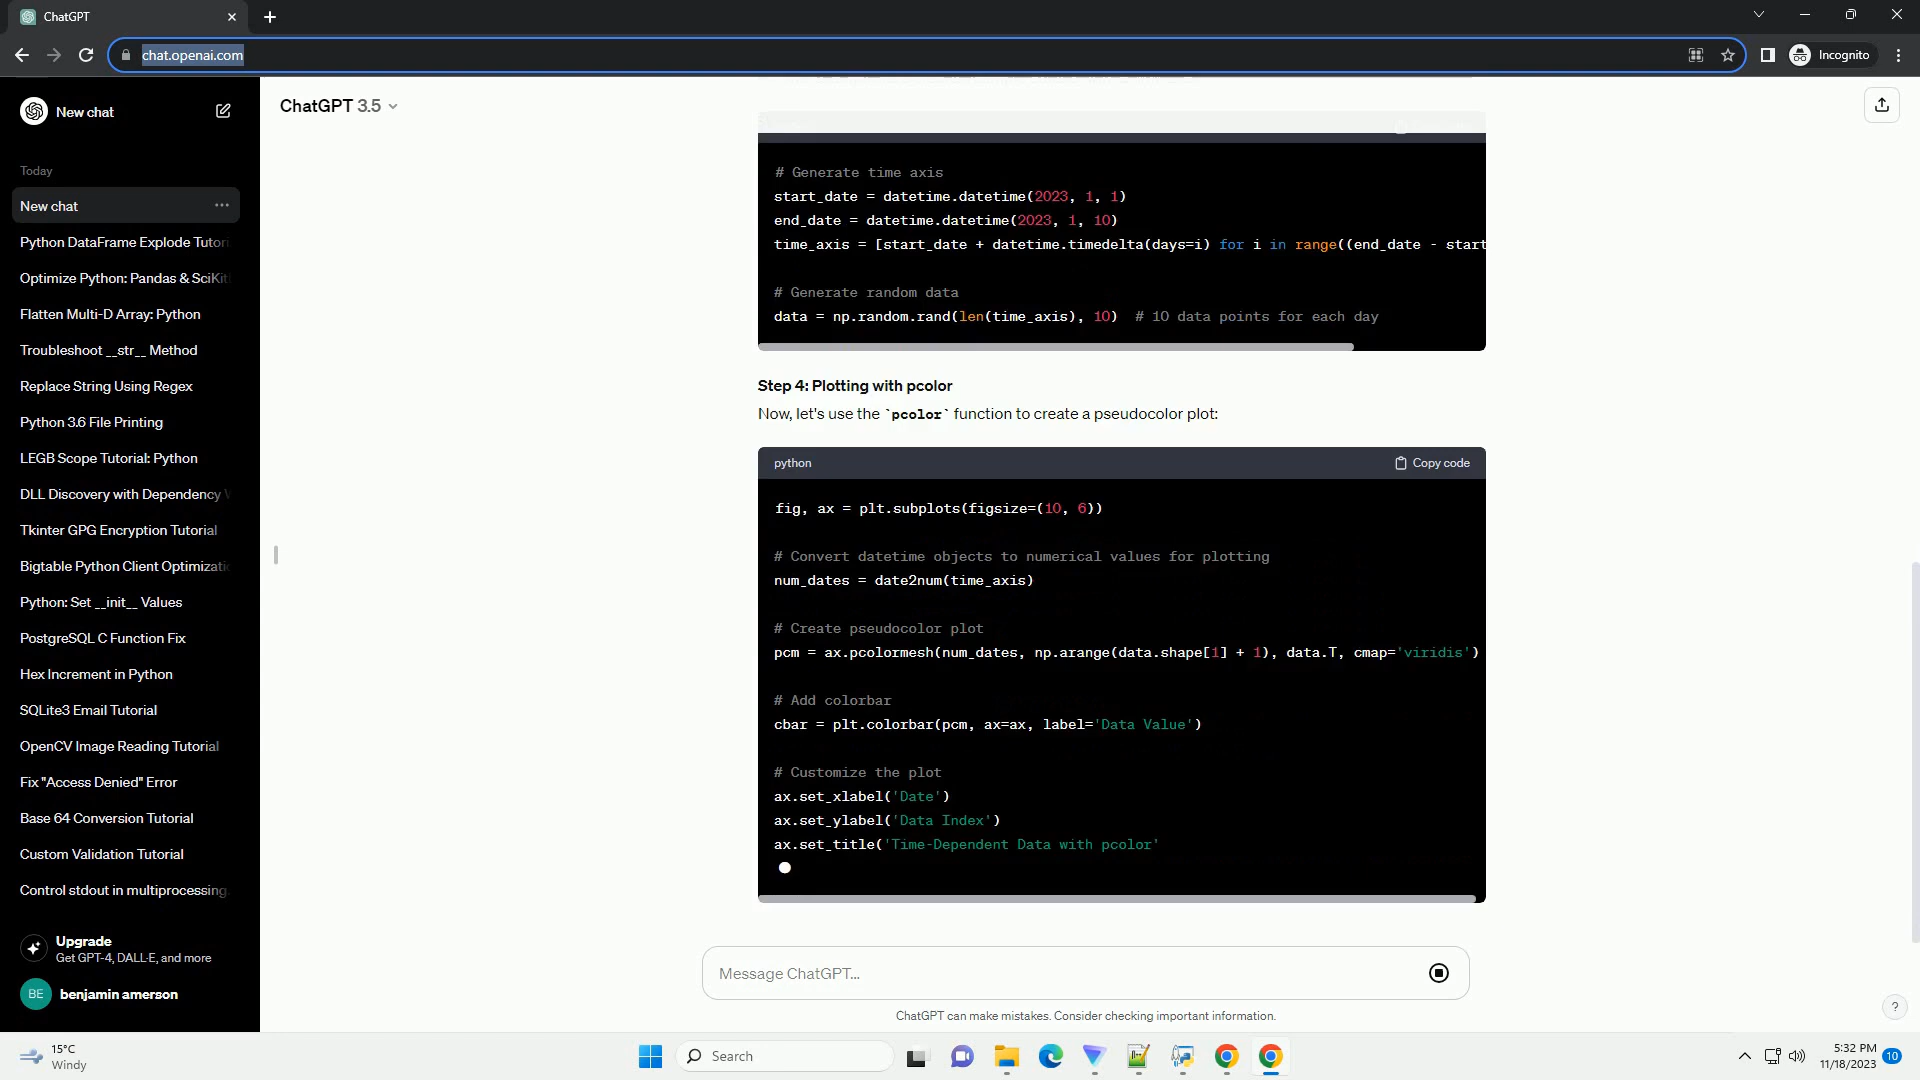 ChatGPT
chat.openai.com
Incognito
New chat
ChatGPT 3.5
Today
New chat
Python DataFrame Explode Tutori
Optimize Python: Pandas & SciKit
Flatten Multi-D Array: Python
Troubleshoot __str__ Method
Replace String Using Regex
Python 3.6 File Printing
LEGB Scope Tutorial: Python
DLL Discovery with Dependency W
Tkinter GPG Encryption Tutorial
Bigtable Python Client Optimizatio
Python: Set __init__ Values
PostgreSQL C Function Fix
Hex Increment in Python
SQLite3 Email Tutorial
OpenCV Image Reading Tutorial
Fix "Access Denied" Error
Base 64 Conversion Tutorial
Custom Validation Tutorial
Control stdout in multiprocessing.
Upgrade
Get GPT-4, DALL·E, and more
BE
benjamin amerson
# Generate time axis
start_date = datetime.datetime(2023, 1, 1)
end_date = datetime.datetime(2023, 1, 10)
time_axis = [start_date + datetime.timedelta(days=i) for i in range((end_date - start
# Generate random data
data = np.random.rand(len(time_axis), 10)  # 10 data points for each day
Step 4: Plotting with pcolor
Now, let's use the `pcolor` function to create a pseudocolor plot:
python
Copy code
fig, ax = plt.subplots(figsize=(10, 6))
# Convert datetime objects to numerical values for plotting
num_dates = date2num(time_axis)
# Create pseudocolor plot
pcm = ax.pcolormesh(num_dates, np.arange(data.shape[1] + 1), data.T, cmap='viridis')
# Add colorbar
cbar = plt.colorbar(pcm, ax=ax, label='Data Value')
# Customize the plot
ax.set_xlabel('Date')
ax.set_ylabel('Data Index')
ax.set_title('Time-Dependent Data with pcolor'
Message ChatGPT...
ChatGPT can make mistakes. Consider checking important information.
?
15°C
Windy
Search
5:32 PM
11/18/2023
10